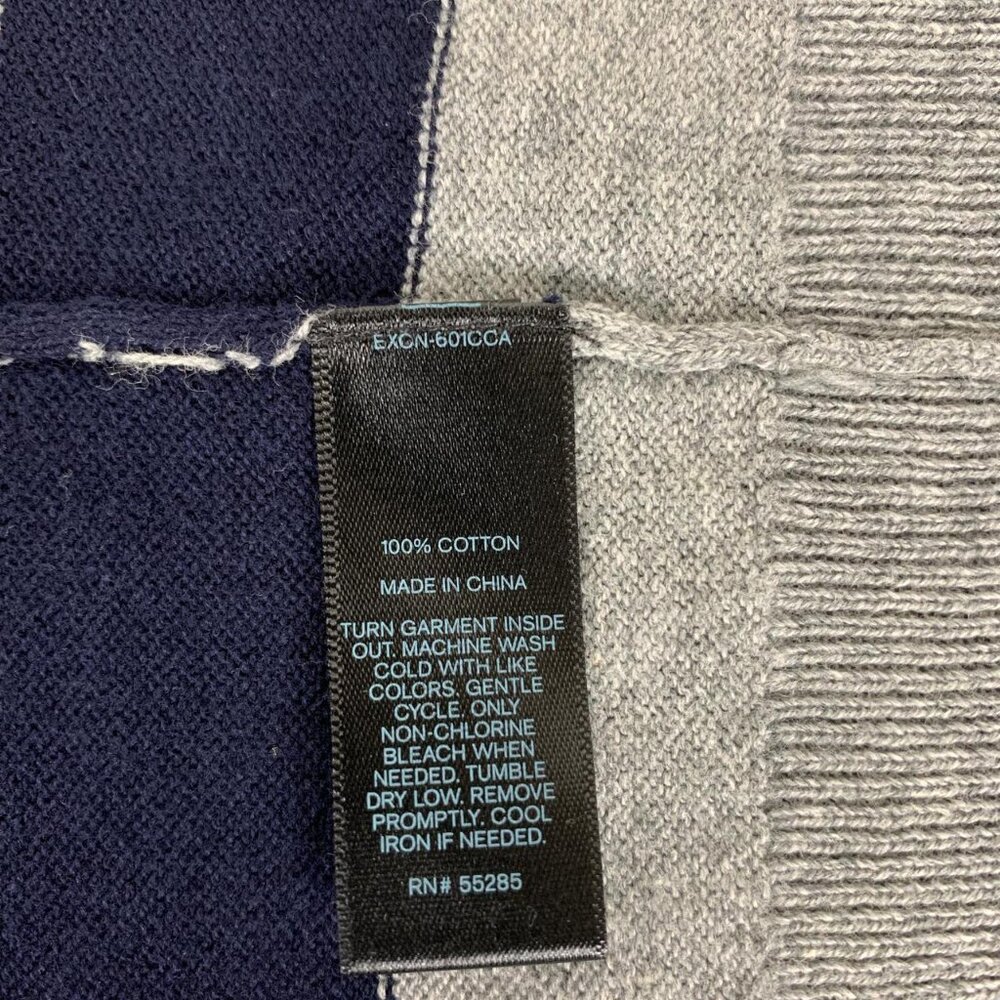 EXCN-601CCA
100% COTTON
MADE IN CHINA
TURN GARMENT INSIDE
OUT. MACHINE WASH
COLD WITH LIKE
COLORS. GENTLE
CYCLE. ONLY
NON-CHLORINE
BLEACH WHEN
NEEDED. TUMBLE
DRY LOW. REMOVE
PROMPTLY. COOL
IRON IF NEEDED.
RN# 55285